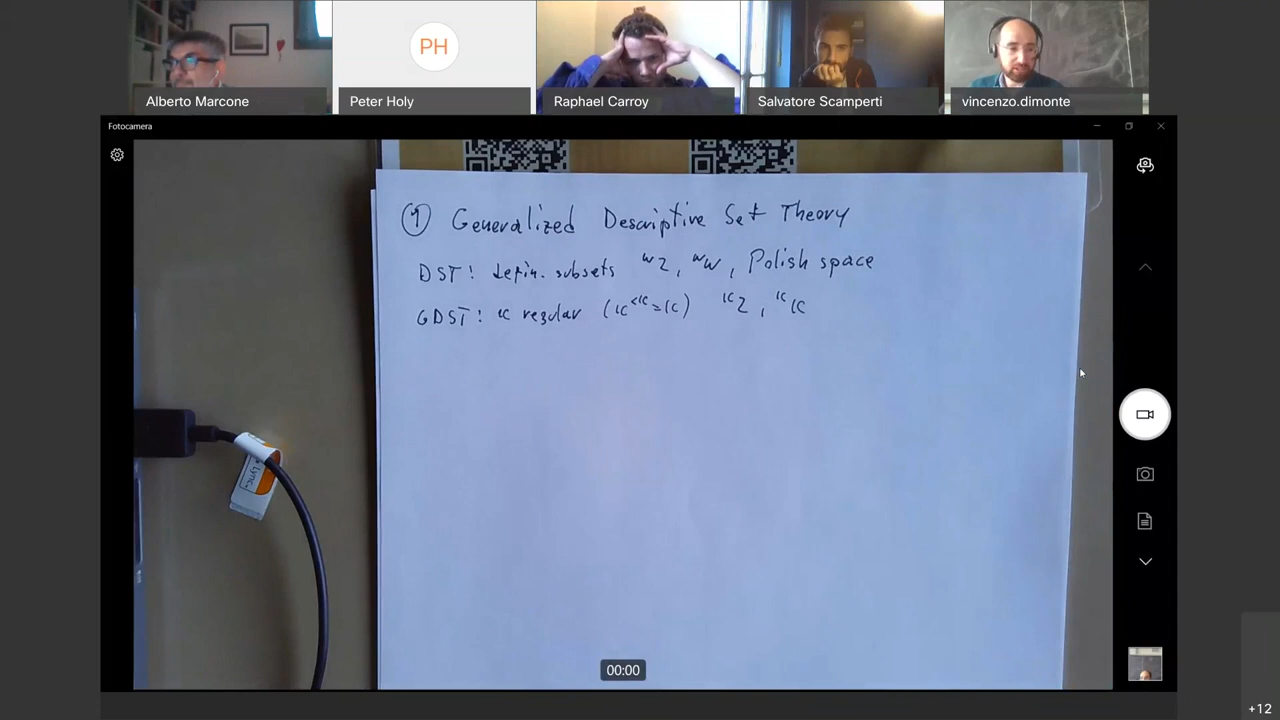 Alberto Marcone
PH
Peter Holy
Raphael Carroy
Salvatore Scamperti
vincenzo.dimonte
Fotocamera
① Generalized Descriptive Set Theory
DST: defin. subsets ^ω2, ^ωω, Polish space
GDST: κ regular (κ^<κ=κ) ^κ2, ^κκ
00:00
+12